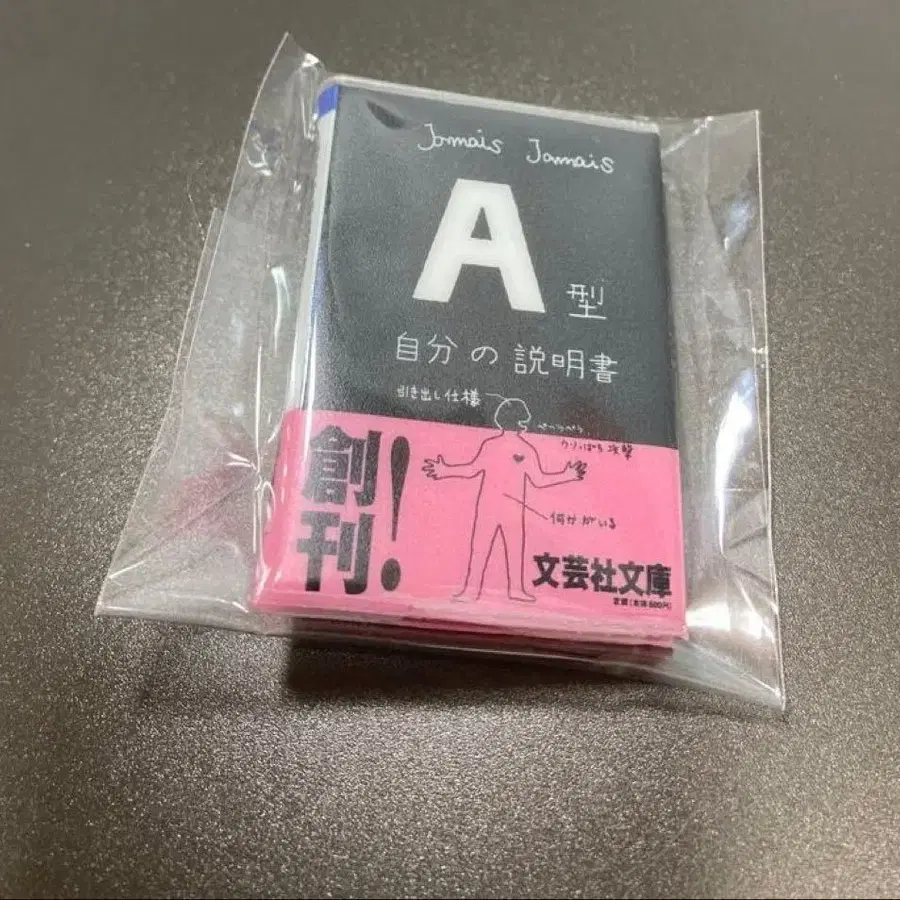 Jamais Jamais
A型
自分の説明書
引き出し仕様
何かがいる
創刊!
文芸社文庫